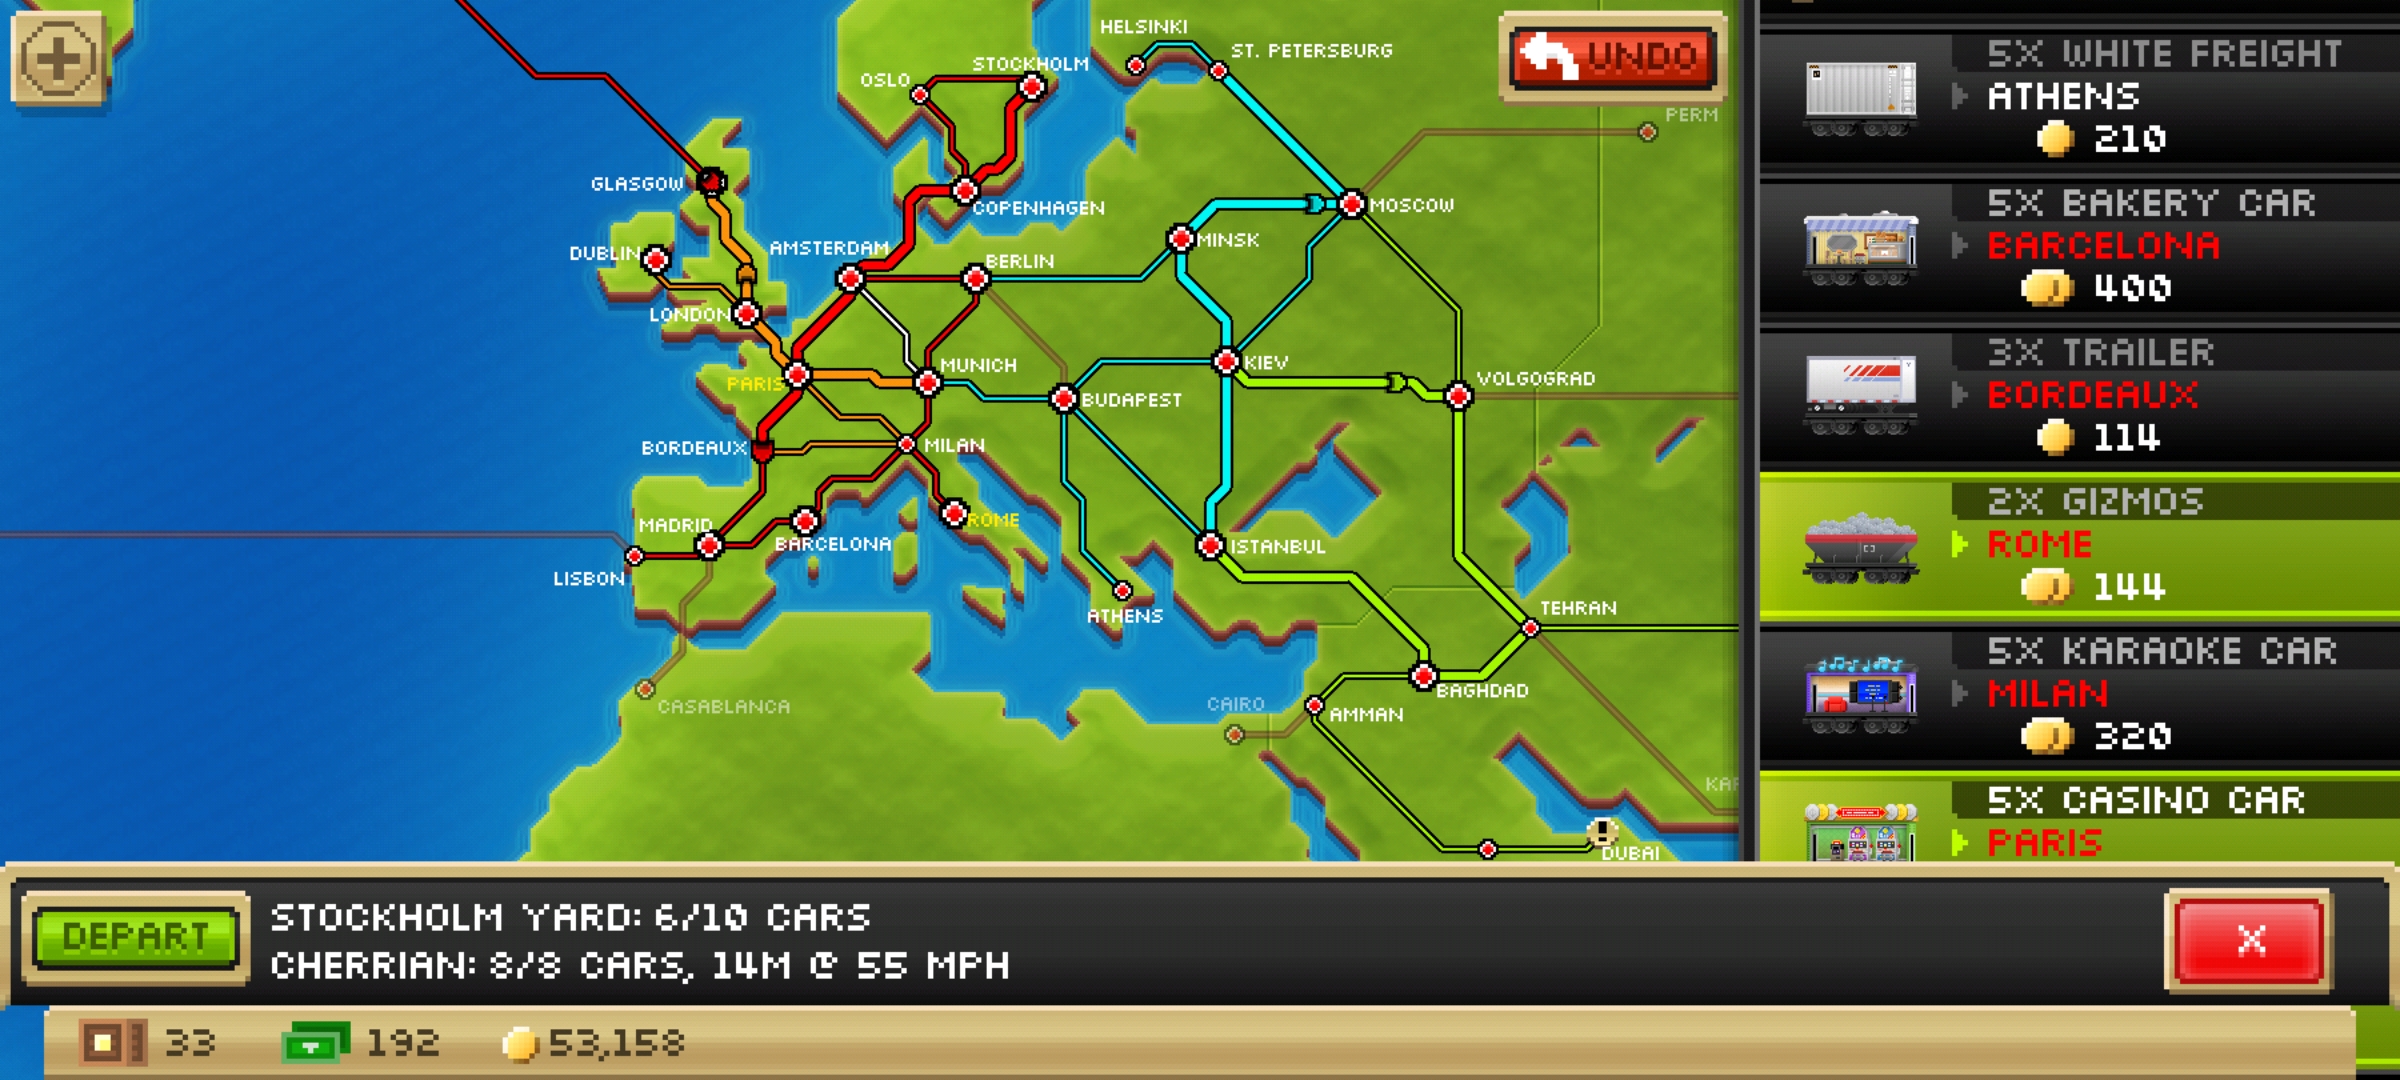 HELSINKI
ST. PETERSBURG
UNDO
STOCKHOLM
OSLO
PERM
GLASGOW
MOSCOW
COPENHAGEN
MINSK
DUBLIN
AMSTERDAM
BERLIN
LONDON
MUNICH
KIEV
VOLGOGRAD
PARIS
BUDAPEST
BORDEAUX
MILAN
MADRID
ROME
BARCELONA
ISTANBUL
LISBON
ATHENS
TEHRAN
BAGHDAD
CASABLANCA
CAIRO
AMMAN
KAR
DUBAI
5X WHITE FREIGHT
ATHENS
210
5X BAKERY CAR
BARCELONA
400
3X TRAILER
BORDEAUX
114
2X GIZMOS
ROME
144
5X KARAOKE CAR
MILAN
320
5X CASINO CAR
PARIS
DEPART
STOCKHOLM YARD: 6/10 CARS
CHERRIAN: 8/8 CARS, 14M @ 55 MPH
X
33
192
53,158